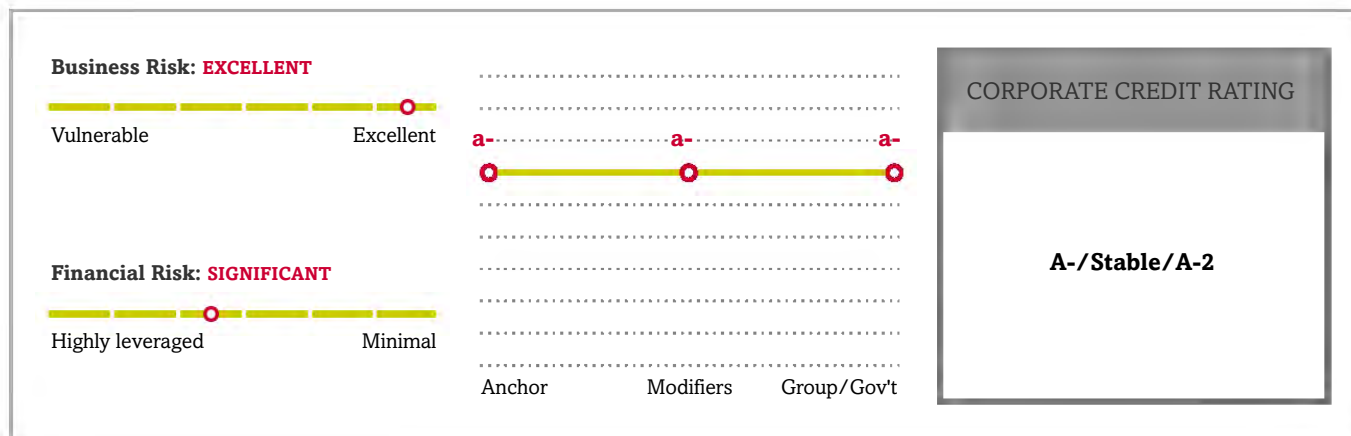 Business Risk: EXCELLENT
Vulnerable Excellent
Financial Risk: SIGNIFICANT
Highly leveraged Minimal
a- a- a-
Anchor Modifiers Group/Gov't
CORPORATE CREDIT RATING
A-/Stable/A-2